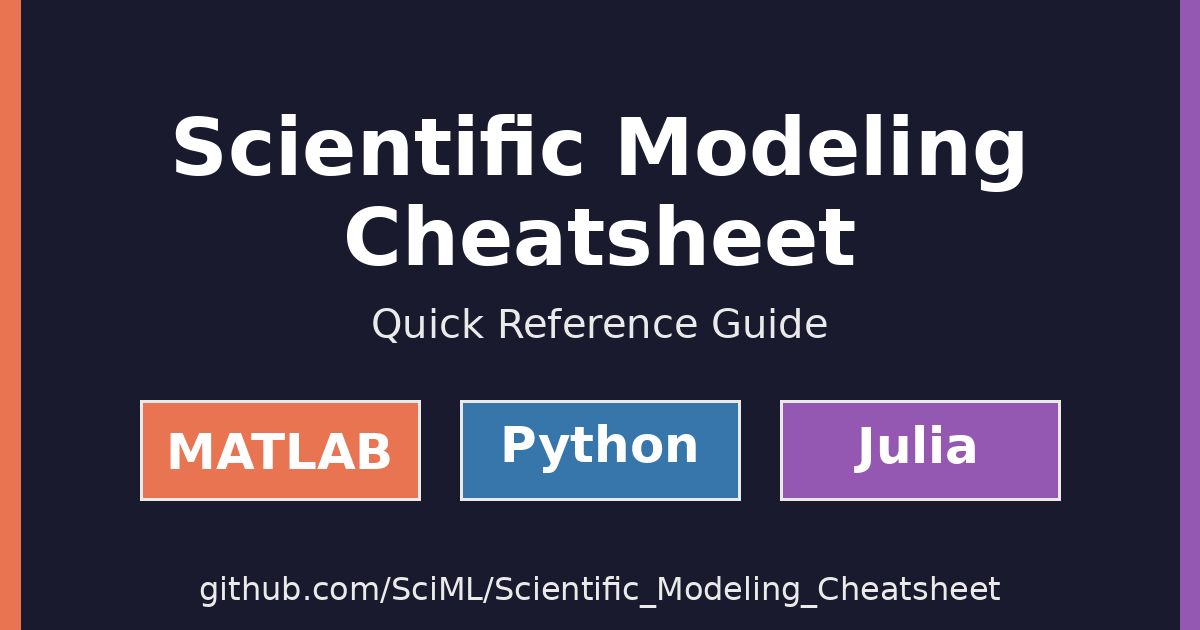 Scientific Modeling
Cheatsheet
Quick Reference Guide
MATLAB
Python
Julia
github.com/SciML/Scientific_Modeling_Cheatsheet